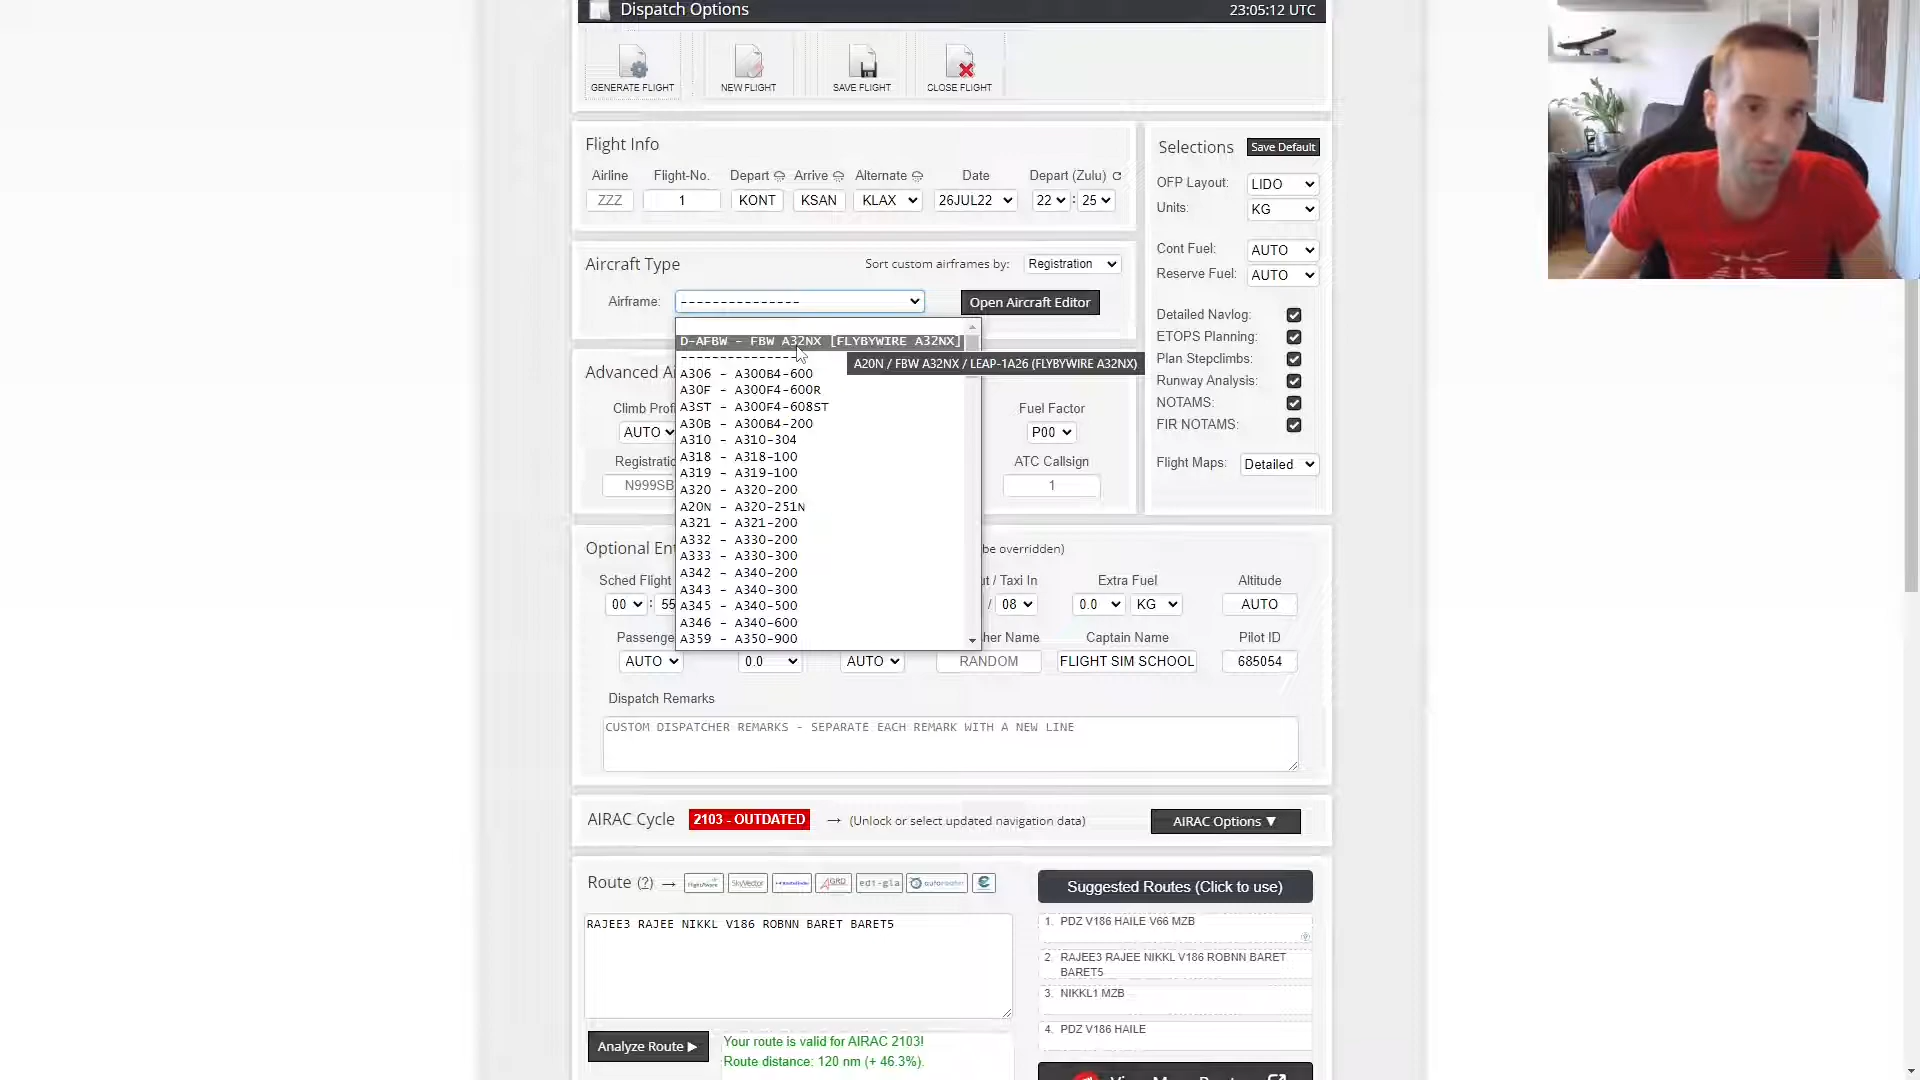 Dispatch Options
23:05:12 UTC
GENERATE FLIGHT
NEW FLIGHT
SAVE FLIGHT
CLOSE FLIGHT
Flight Info
Airline
Flight-No.
Depart
Arrive
Alternate
Date
Depart (Zulu)
ZZZ
1
KONT
KSAN
KLAX
26JUL22
22 : 25
Selections
Save Default
OFP Layout: LIDO
Units: KG
Cont Fuel: AUTO
Reserve Fuel: AUTO
Detailed Navlog:
ETOPS Planning:
Plan Stepclimbs:
Runway Analysis:
NOTAMS:
FIR NOTAMS:
Flight Maps: Detailed
Aircraft Type
Sort custom airframes by: Registration
Airframe: ---------------
Open Aircraft Editor
D-AFBW - FBW A32NX [FLYBYWIRE A32NX]
---------------
A20N / FBW A32NX / LEAP-1A26 (FLYBYWIRE A32NX)
A306 - A300B4-600
A30F - A300F4-600R
A3ST - A300F4-608ST
A30B - A300B4-200
A310 - A310-304
A318 - A318-100
A319 - A319-100
A320 - A320-200
A20N - A320-251N
A321 - A321-200
A332 - A330-200
A333 - A330-300
A342 - A340-200
A343 - A340-300
A345 - A340-500
A346 - A340-600
A359 - A350-900
Advanced Ai
Climb Prof
AUTO
Fuel Factor
P00
Registratio
N999SB
ATC Callsign
1
Optional Ent
be overridden)
Sched Flight
00 : 55
ut / Taxi In
/ 08
Extra Fuel
0.0 KG
Altitude
AUTO
Passenge
AUTO
0.0
AUTO
her Name
RANDOM
Captain Name
FLIGHT SIM SCHOOL
Pilot ID
685054
Dispatch Remarks
CUSTOM DISPATCHER REMARKS - SEPARATE EACH REMARK WITH A NEW LINE
AIRAC Cycle 2103 - OUTDATED → (Unlock or select updated navigation data)
AIRAC Options ▼
Route (?) →
FlightAware
SkyVector
GRD
edi-gla
autorouter
RAJEE3 RAJEE NIKKL V186 ROBNN BARET BARET5
Suggested Routes (Click to use)
1. PDZ V186 HAILE V66 MZB
2. RAJEE3 RAJEE NIKKL V186 ROBNN BARET
BARET5
3. NIKKL1 MZB
4. PDZ V186 HAILE
Analyze Route ▶
Your route is valid for AIRAC 2103!
Route distance: 120 nm (+ 46.3%).